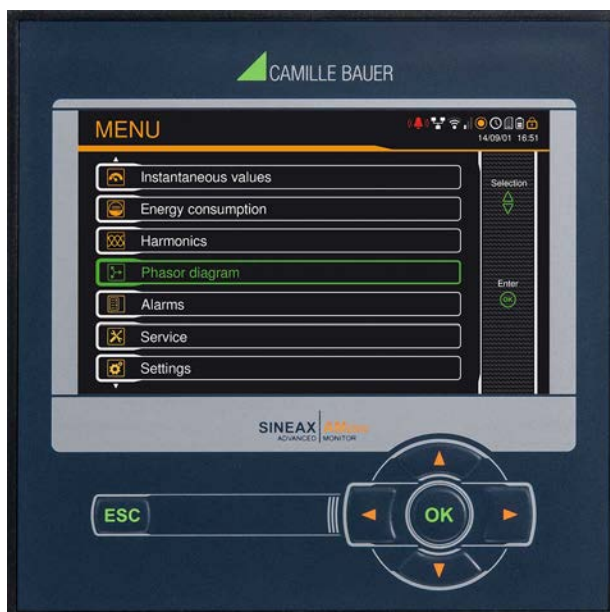 CAMILLE BAUER
MENU
14/09/01 16:51
Instantaneous values
Energy consumption
Harmonics
Phasor diagram
Alarms
Service
Settings
Selection
Enter
OK
SINEAX
ADVANCED MONITOR
ESC
OK